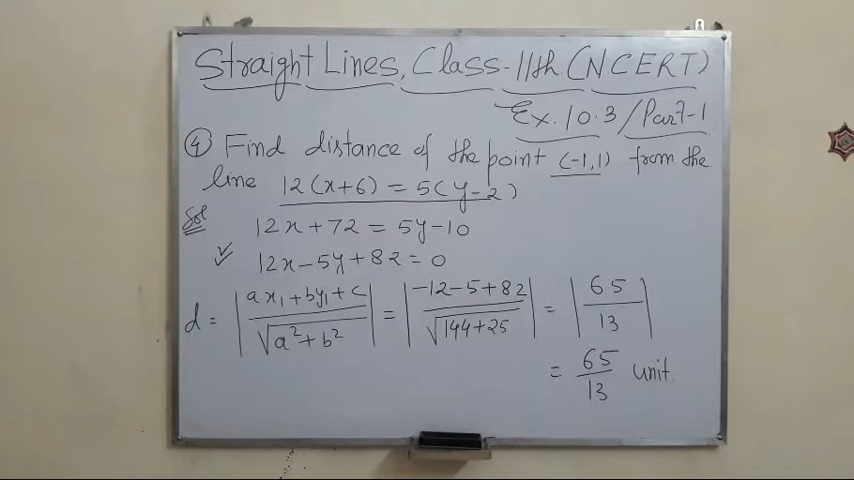 Straight Lines, Class-11th (NCERT)
Ex. 10.3/Part-1
④ Find distance of the point (-1,1) from the
line 12(x+6) = 5(y-2)
Sol
12x+72 = 5y-10
✓ 12x-5y+82=0
d = |ax₁+by₁+c / √a²+b²| = |-12-5+82 / √144+25| = |65/13|
= 65/13 unit.